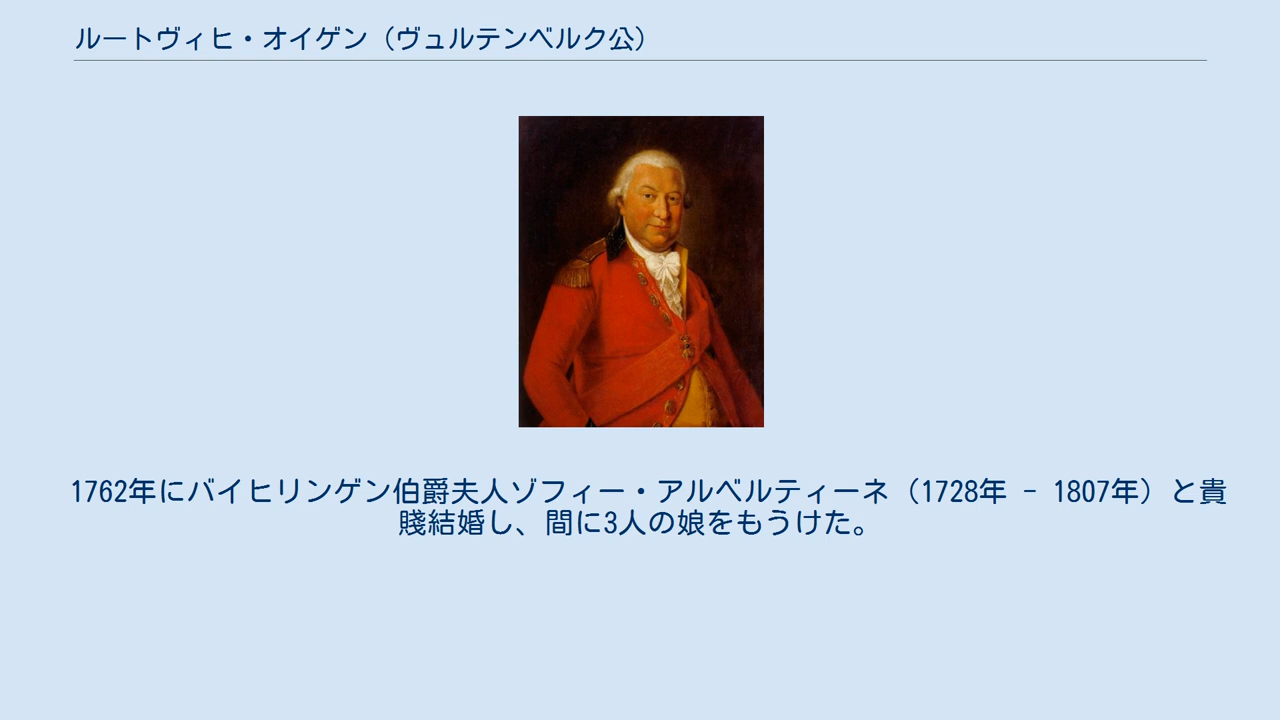 ルートヴィヒ・オイゲン（ヴュルテンベルク公）
1762年にバイヒリンゲン伯爵夫人ゾフィー・アルベルティーネ（1728年 - 1807年）と貴
賤結婚し、間に3人の娘をもうけた。